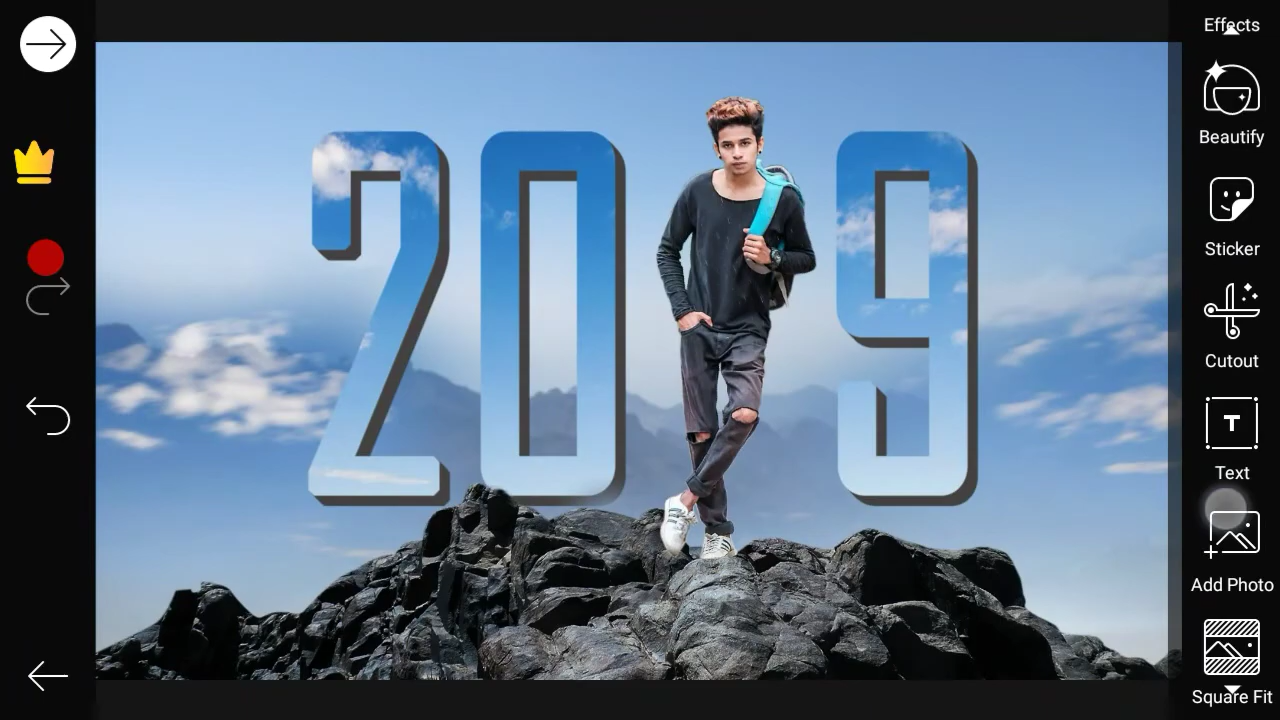 20 9
Effects
Beautify
Sticker
Cutout
T
Text
Add Photo
Square Fit